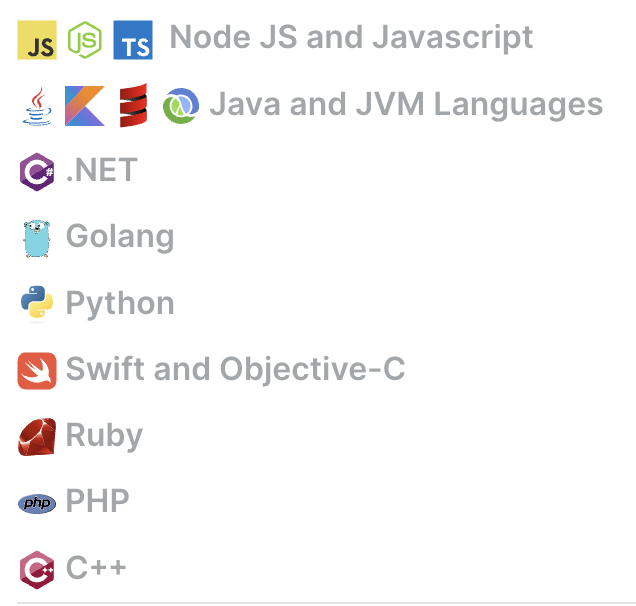 JS JS TS Node JS and Javascript
Java and JVM Languages
C# .NET
Golang
Python
Swift and Objective-C
Ruby
php PHP
C++ C++